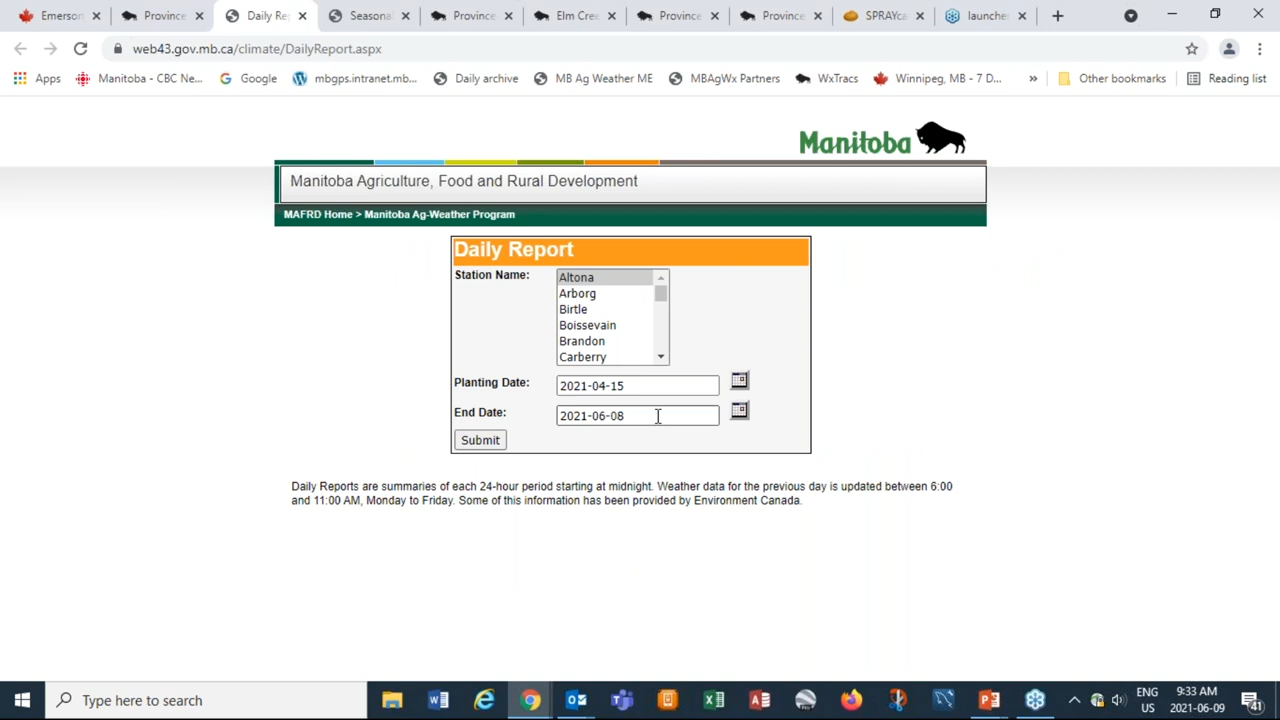 Emerson
Province
Daily Re
Seasonal
Province
Elm Cree
Province
Province
SPRAYca
launche
web43.gov.mb.ca/climate/DailyReport.aspx
Apps
Manitoba - CBC Ne...
Google
mbgps.intranet.mb...
Daily archive
MB Ag Weather ME
MBAgWx Partners
WxTracs
Winnipeg, MB - 7 D...
»
Other bookmarks
Reading list
Manitoba
Manitoba Agriculture, Food and Rural Development
MAFRD Home > Manitoba Ag-Weather Program
Daily Report
Station Name:
Altona
Arborg
Birtle
Boissevain
Brandon
Carberry
Planting Date:
2021-04-15
End Date:
2021-06-08
Submit
Daily Reports are summaries of each 24-hour period starting at midnight. Weather data for the previous day is updated between 6:00
and 11:00 AM, Monday to Friday. Some of this information has been provided by Environment Canada.
Type here to search
ENG
US
9:33 AM
2021-06-09
41